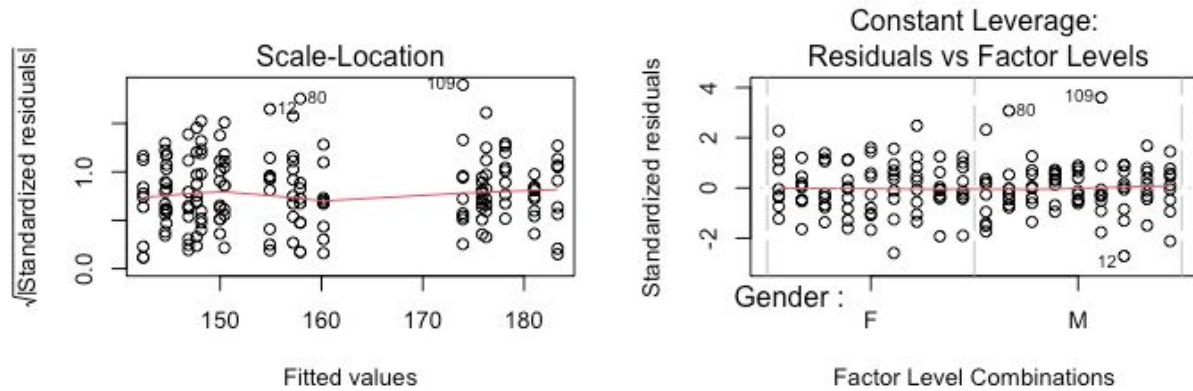 Scale-Location
√|Standardized residuals|
0.0
1.0
109
12
80
150
160
170
180
Fitted values
Constant Leverage:
Residuals vs Factor Levels
Standardized residuals
4
2
0
-2
80
109
12
Gender :
F
M
Factor Level Combinations